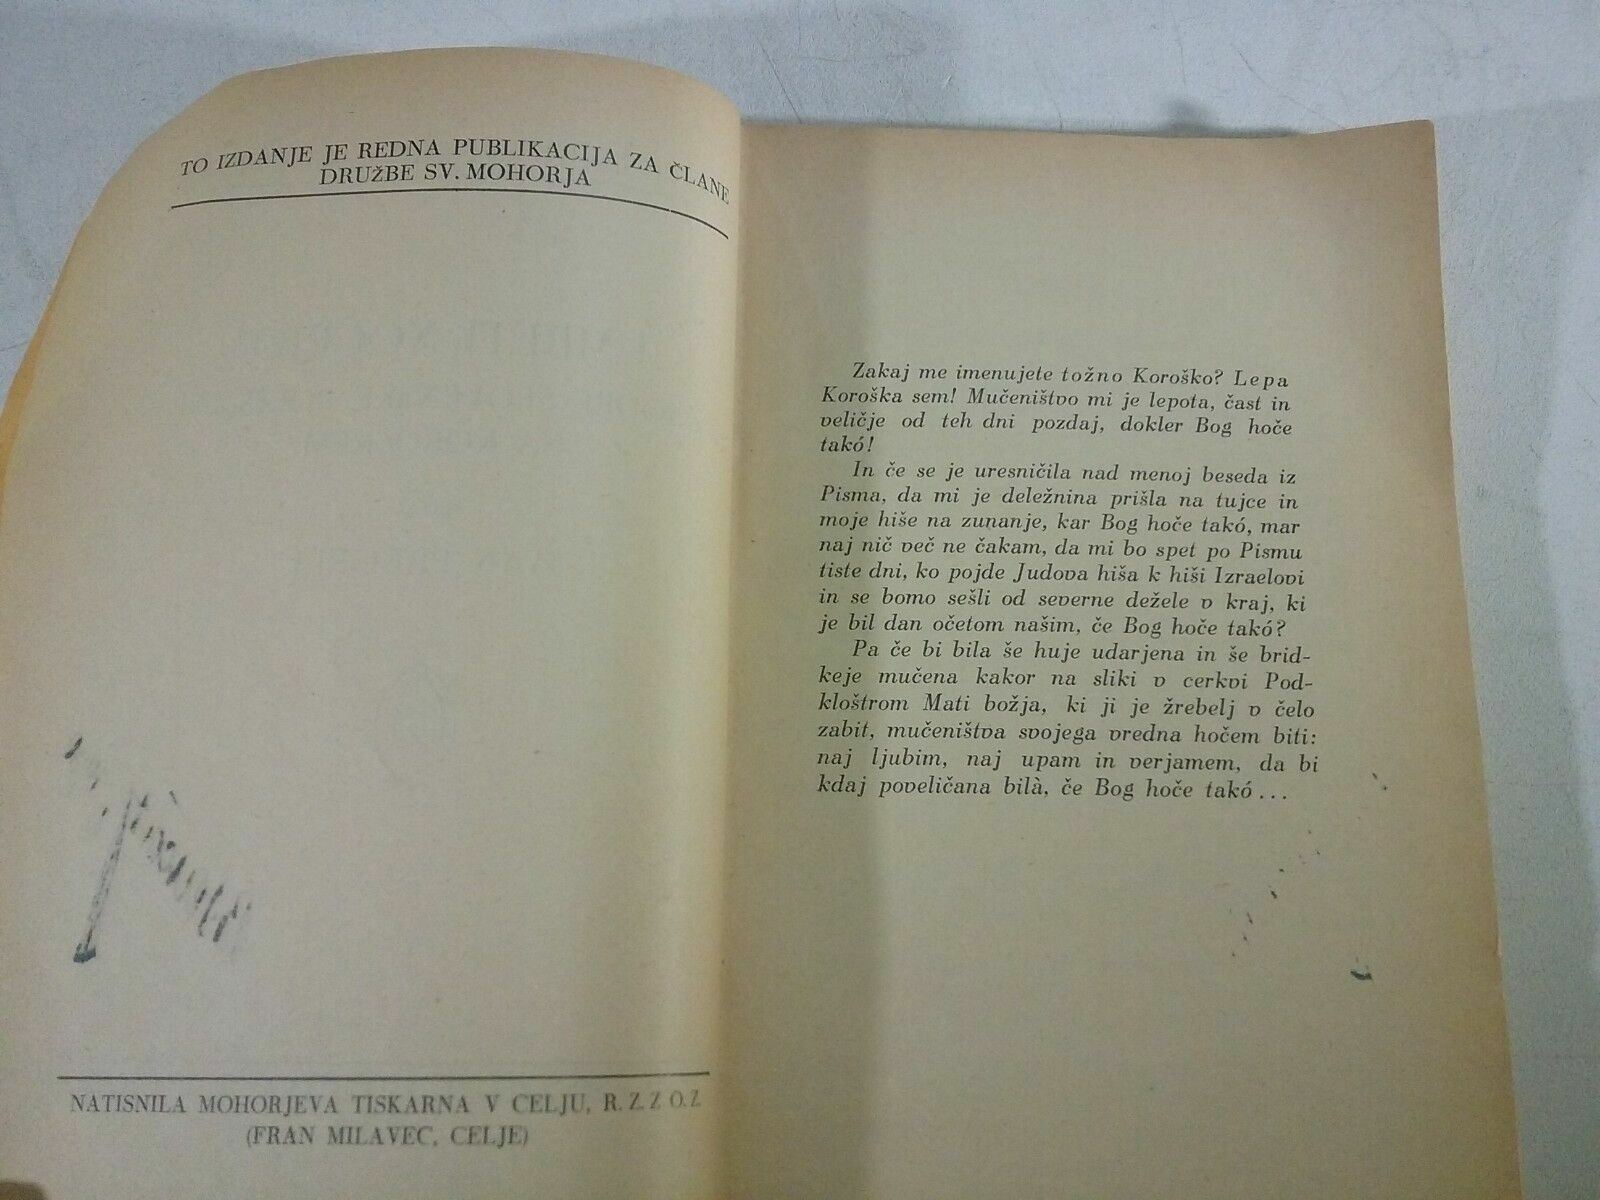 TO IZDANJE JE REDNA PUBLIKACIJA ZA ČLANE
DRUŽBE SV. MOHORJA
NATISNILA MOHORJEVA TISKARNA V CELJU, R. Z. Z O. Z.
(FRAN MILAVEC, CELJE)
Zakaj me imenujete tožno Koroško? Lepa
Koroška sem! Mučeništvo mi je lepota, čast in
veličje od teh dni pozdaj, dokler Bog hoče
takó!
In če se je uresničila nad menoj beseda iz
Pisma, da mi je deležnina prišla na tujce in
moje hiše na zunanje, kar Bog hoče takó, mar
naj nič več ne čakam, da mi bo spet po Pismu
tiste dni, ko pojde Judova hiša k hiši Izraelovi
in se bomo sešli od severne dežele v kraj, ki
je bil dan očetom našim, če Bog hoče takó?
Pa če bi bila še huje udarjena in še brid-
keje mučena kakor na sliki v cerkvi Pod-
kloštrom Mati božja, ki ji je žrebelj v čelo
zabit, mučeništva svojega vredna hočem biti:
naj ljubim, naj upam in verjamem, da bi
kdaj poveličana bilà, če Bog hoče takó...